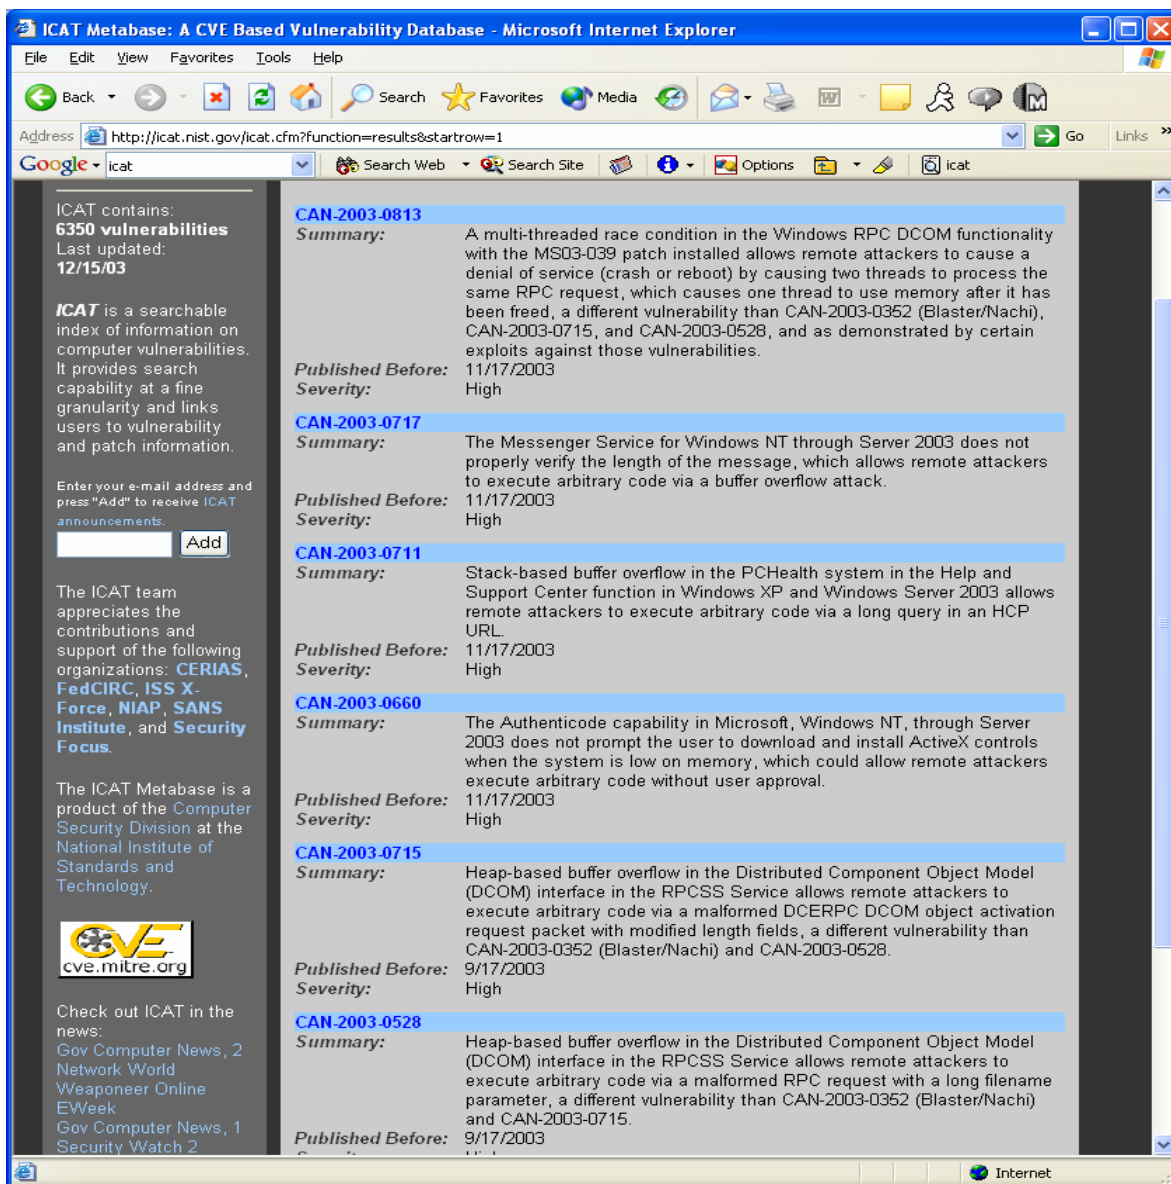 ICAT Metabase: A CVE Based Vulnerability Database - Microsoft Internet Explorer
File Edit View Favorites Tools Help
Back Search Favorites Media
Address http://icat.nist.gov/icat.cfm?function=results&startrow=1 Go Links »
Google icat Search Web Search Site Options icat
ICAT contains:
6350 vulnerabilities
Last updated:
12/15/03
ICAT is a searchable
index of information on
computer vulnerabilities.
It provides search
capability at a fine
granularity and links
users to vulnerability
and patch information.
Enter your e-mail address and
press "Add" to receive ICAT
announcements.
Add
The ICAT team
appreciates the
contributions and
support of the following
organizations: CERIAS,
FedCIRC, ISS X-
Force, NIAP, SANS
Institute, and Security
Focus.
The ICAT Metabase is a
product of the Computer
Security Division at the
National Institute of
Standards and
Technology.
CVE
cve.mitre.org
Check out ICAT in the
news:
Gov Computer News, 2
Network World
Weaponeer Online
EWeek
Gov Computer News, 1
Security Watch 2
CAN-2003-0813
Summary: A multi-threaded race condition in the Windows RPC DCOM functionality
with the MS03-039 patch installed allows remote attackers to cause a
denial of service (crash or reboot) by causing two threads to process the
same RPC request, which causes one thread to use memory after it has
been freed, a different vulnerability than CAN-2003-0352 (Blaster/Nachi),
CAN-2003-0715, and CAN-2003-0528, and as demonstrated by certain
exploits against those vulnerabilities.
Published Before: 11/17/2003
Severity: High
CAN-2003-0717
Summary: The Messenger Service for Windows NT through Server 2003 does not
properly verify the length of the message, which allows remote attackers
to execute arbitrary code via a buffer overflow attack.
Published Before: 11/17/2003
Severity: High
CAN-2003-0711
Summary: Stack-based buffer overflow in the PCHealth system in the Help and
Support Center function in Windows XP and Windows Server 2003 allows
remote attackers to execute arbitrary code via a long query in an HCP
URL.
Published Before: 11/17/2003
Severity: High
CAN-2003-0660
Summary: The Authenticode capability in Microsoft, Windows NT, through Server
2003 does not prompt the user to download and install ActiveX controls
when the system is low on memory, which could allow remote attackers
execute arbitrary code without user approval.
Published Before: 11/17/2003
Severity: High
CAN-2003-0715
Summary: Heap-based buffer overflow in the Distributed Component Object Model
(DCOM) interface in the RPCSS Service allows remote attackers to
execute arbitrary code via a malformed DCERPC DCOM object activation
request packet with modified length fields, a different vulnerability than
CAN-2003-0352 (Blaster/Nachi) and CAN-2003-0528.
Published Before: 9/17/2003
Severity: High
CAN-2003-0528
Summary: Heap-based buffer overflow in the Distributed Component Object Model
(DCOM) interface in the RPCSS Service allows remote attackers to
execute arbitrary code via a malformed RPC request with a long filename
parameter, a different vulnerability than CAN-2003-0352 (Blaster/Nachi)
and CAN-2003-0715.
Published Before: 9/17/2003
Internet